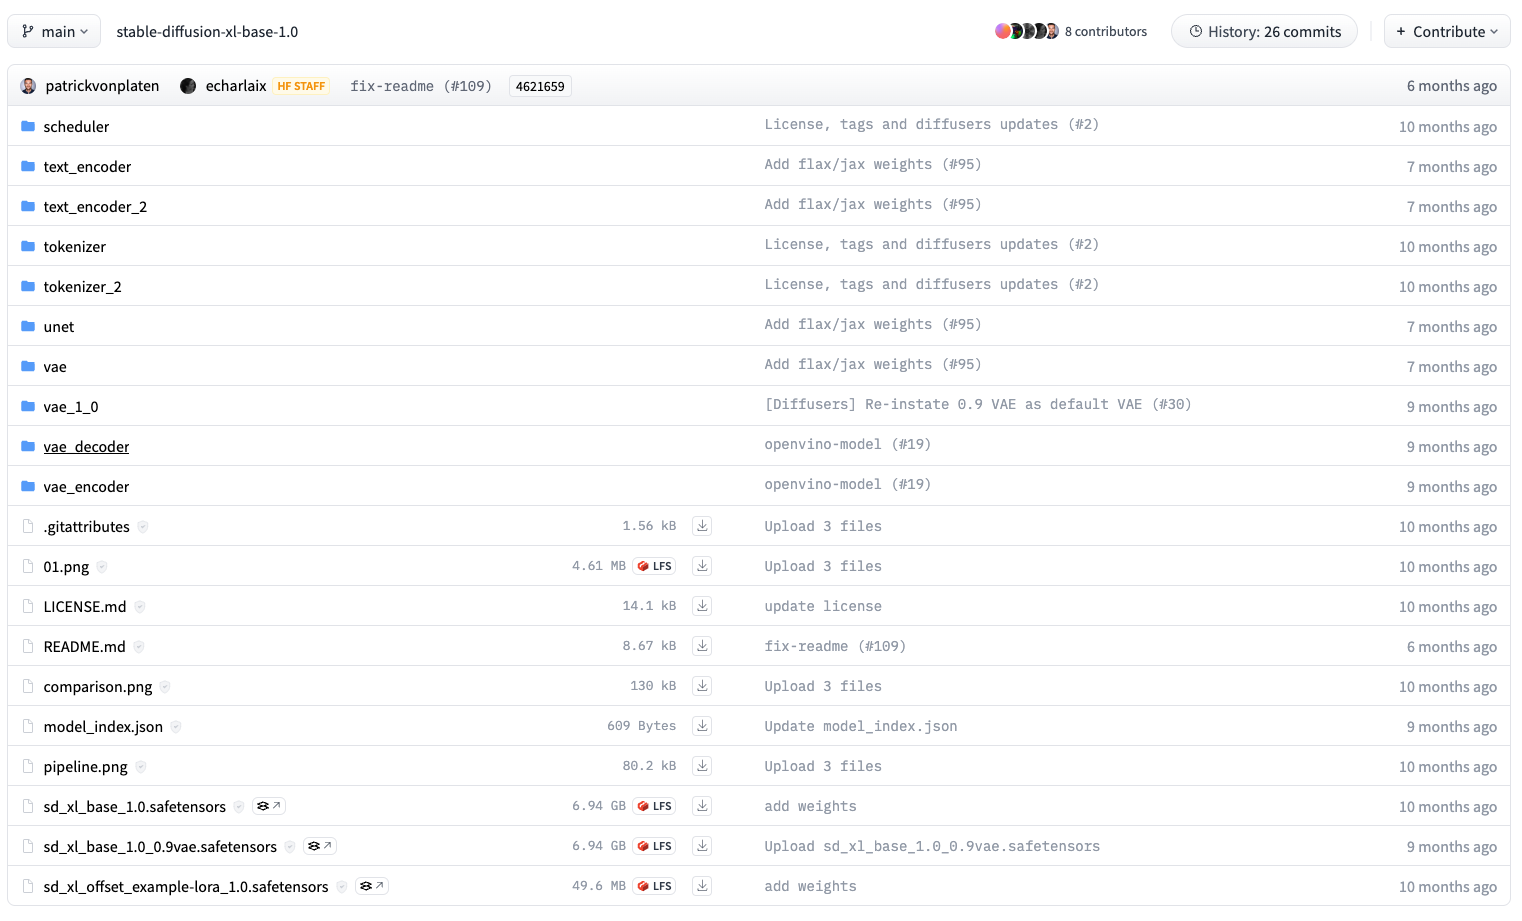 main stable-diffusion-xl-base-1.0 8 contributors History: 26 commits + Contribute
patrickvonplaten echarlaix HF STAFF fix-readme (#109) 4621659 6 months ago
scheduler License, tags and diffusers updates (#2) 10 months ago
text_encoder Add flax/jax weights (#95) 7 months ago
text_encoder_2 Add flax/jax weights (#95) 7 months ago
tokenizer License, tags and diffusers updates (#2) 10 months ago
tokenizer_2 License, tags and diffusers updates (#2) 10 months ago
unet Add flax/jax weights (#95) 7 months ago
vae Add flax/jax weights (#95) 7 months ago
vae_1_0 [Diffusers] Re-instate 0.9 VAE as default VAE (#30) 9 months ago
vae_decoder openvino-model (#19) 9 months ago
vae_encoder openvino-model (#19) 9 months ago
.gitattributes 1.56 kB Upload 3 files 10 months ago
01.png 4.61 MB LFS Upload 3 files 10 months ago
LICENSE.md 14.1 kB update license 10 months ago
README.md 8.67 kB fix-readme (#109) 6 months ago
comparison.png 130 kB Upload 3 files 10 months ago
model_index.json 609 Bytes Update model_index.json 9 months ago
pipeline.png 80.2 kB Upload 3 files 10 months ago
sd_xl_base_1.0.safetensors 6.94 GB LFS add weights 10 months ago
sd_xl_base_1.0_0.9vae.safetensors 6.94 GB LFS Upload sd_xl_base_1.0_0.9vae.safetensors 9 months ago
sd_xl_offset_example-lora_1.0.safetensors 49.6 MB LFS add weights 10 months ago